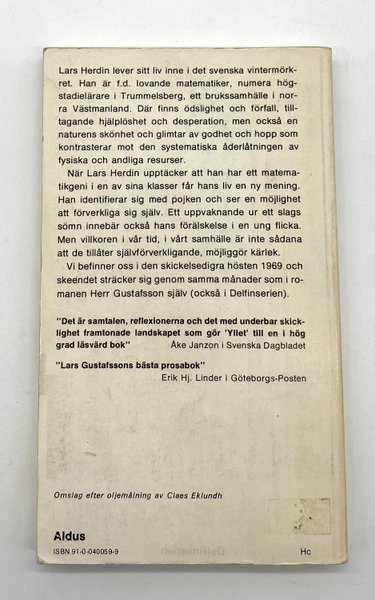 Lars Herdin lever sitt liv inne i det svenska vintermörk-
ret. Han är f.d. lovande matematiker, numera hög-
stadielärare i Trummelsberg, ett brukssamhälle i nor-
ra Västmanland. Där finns ödslighet och förfall, till-
tagande hjälplöshet och desperation, men också en
naturens skönhet och glimtar av godhet och hopp som
kontrasterar mot den systematiska åderlåtningen av
fysiska och andliga resurser.
När Lars Herdin upptäcker att han har ett matema-
tikgeni i en av sina klasser får hans liv en ny mening.
Han identifierar sig med pojken och ser en möjlighet
att förverkliga sig själv. Ett uppvaknande ur ett slags
sömn innebär också hans förälskelse i en ung flicka.
Men villkoren i vår tid, i vårt samhälle är inte sådana
att de tillåter självförverkligande, möjliggör kärlek.
Vi befinner oss i den skickelsedigra hösten 1969 och
skeendet sträcker sig genom samma månader som i ro-
manen Herr Gustafsson själv (också i Delfinserien).
"Det är samtalen, reflexionerna och det med underbar skick-
lighet framtonade landskapet som gör 'Yllet' till en i hög
grad läsvärd bok" Åke Janzon i Svenska Dagbladet
"Lars Gustafssons bästa prosabok"
Erik Hj. Linder i Göteborgs-Posten
Omslag efter oljemålning av Claes Eklundh
Aldus
ISBN 91-0-040059-9 Hc